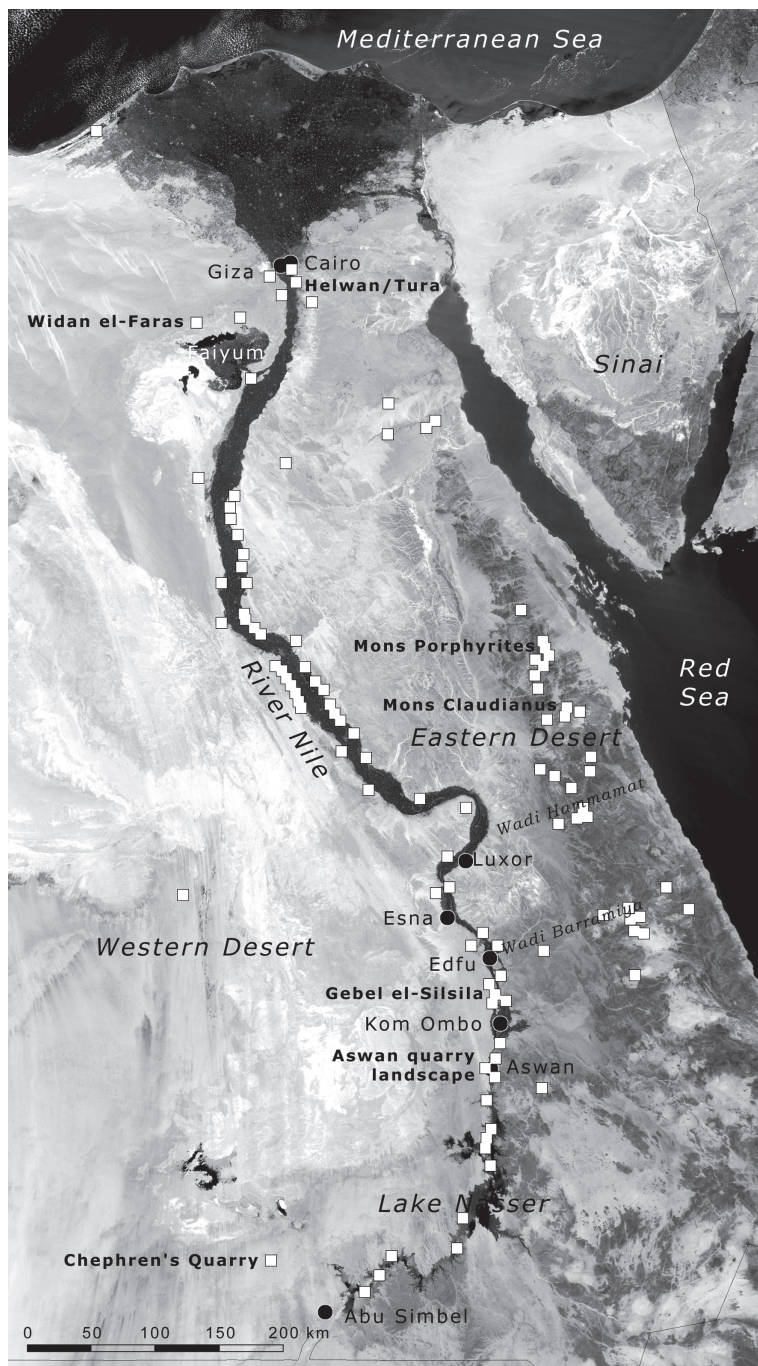 Mediterranean Sea
Giza
Cairo
Helwan/Tura
Widan el-Faras
Faiyum
Sinai
Mons Porphyrites
Red
Sea
Mons Claudianus
River Nile
Eastern Desert
Wadi Hammamat
Luxor
Esna
Wadi Barramiya
Western Desert
Edfu
Gebel el-Silsila
Kom Ombo
Aswan quarry
landscape
Aswan
Lake Nasser
Chephren's Quarry
Abu Simbel
0 50 100 150 200 km